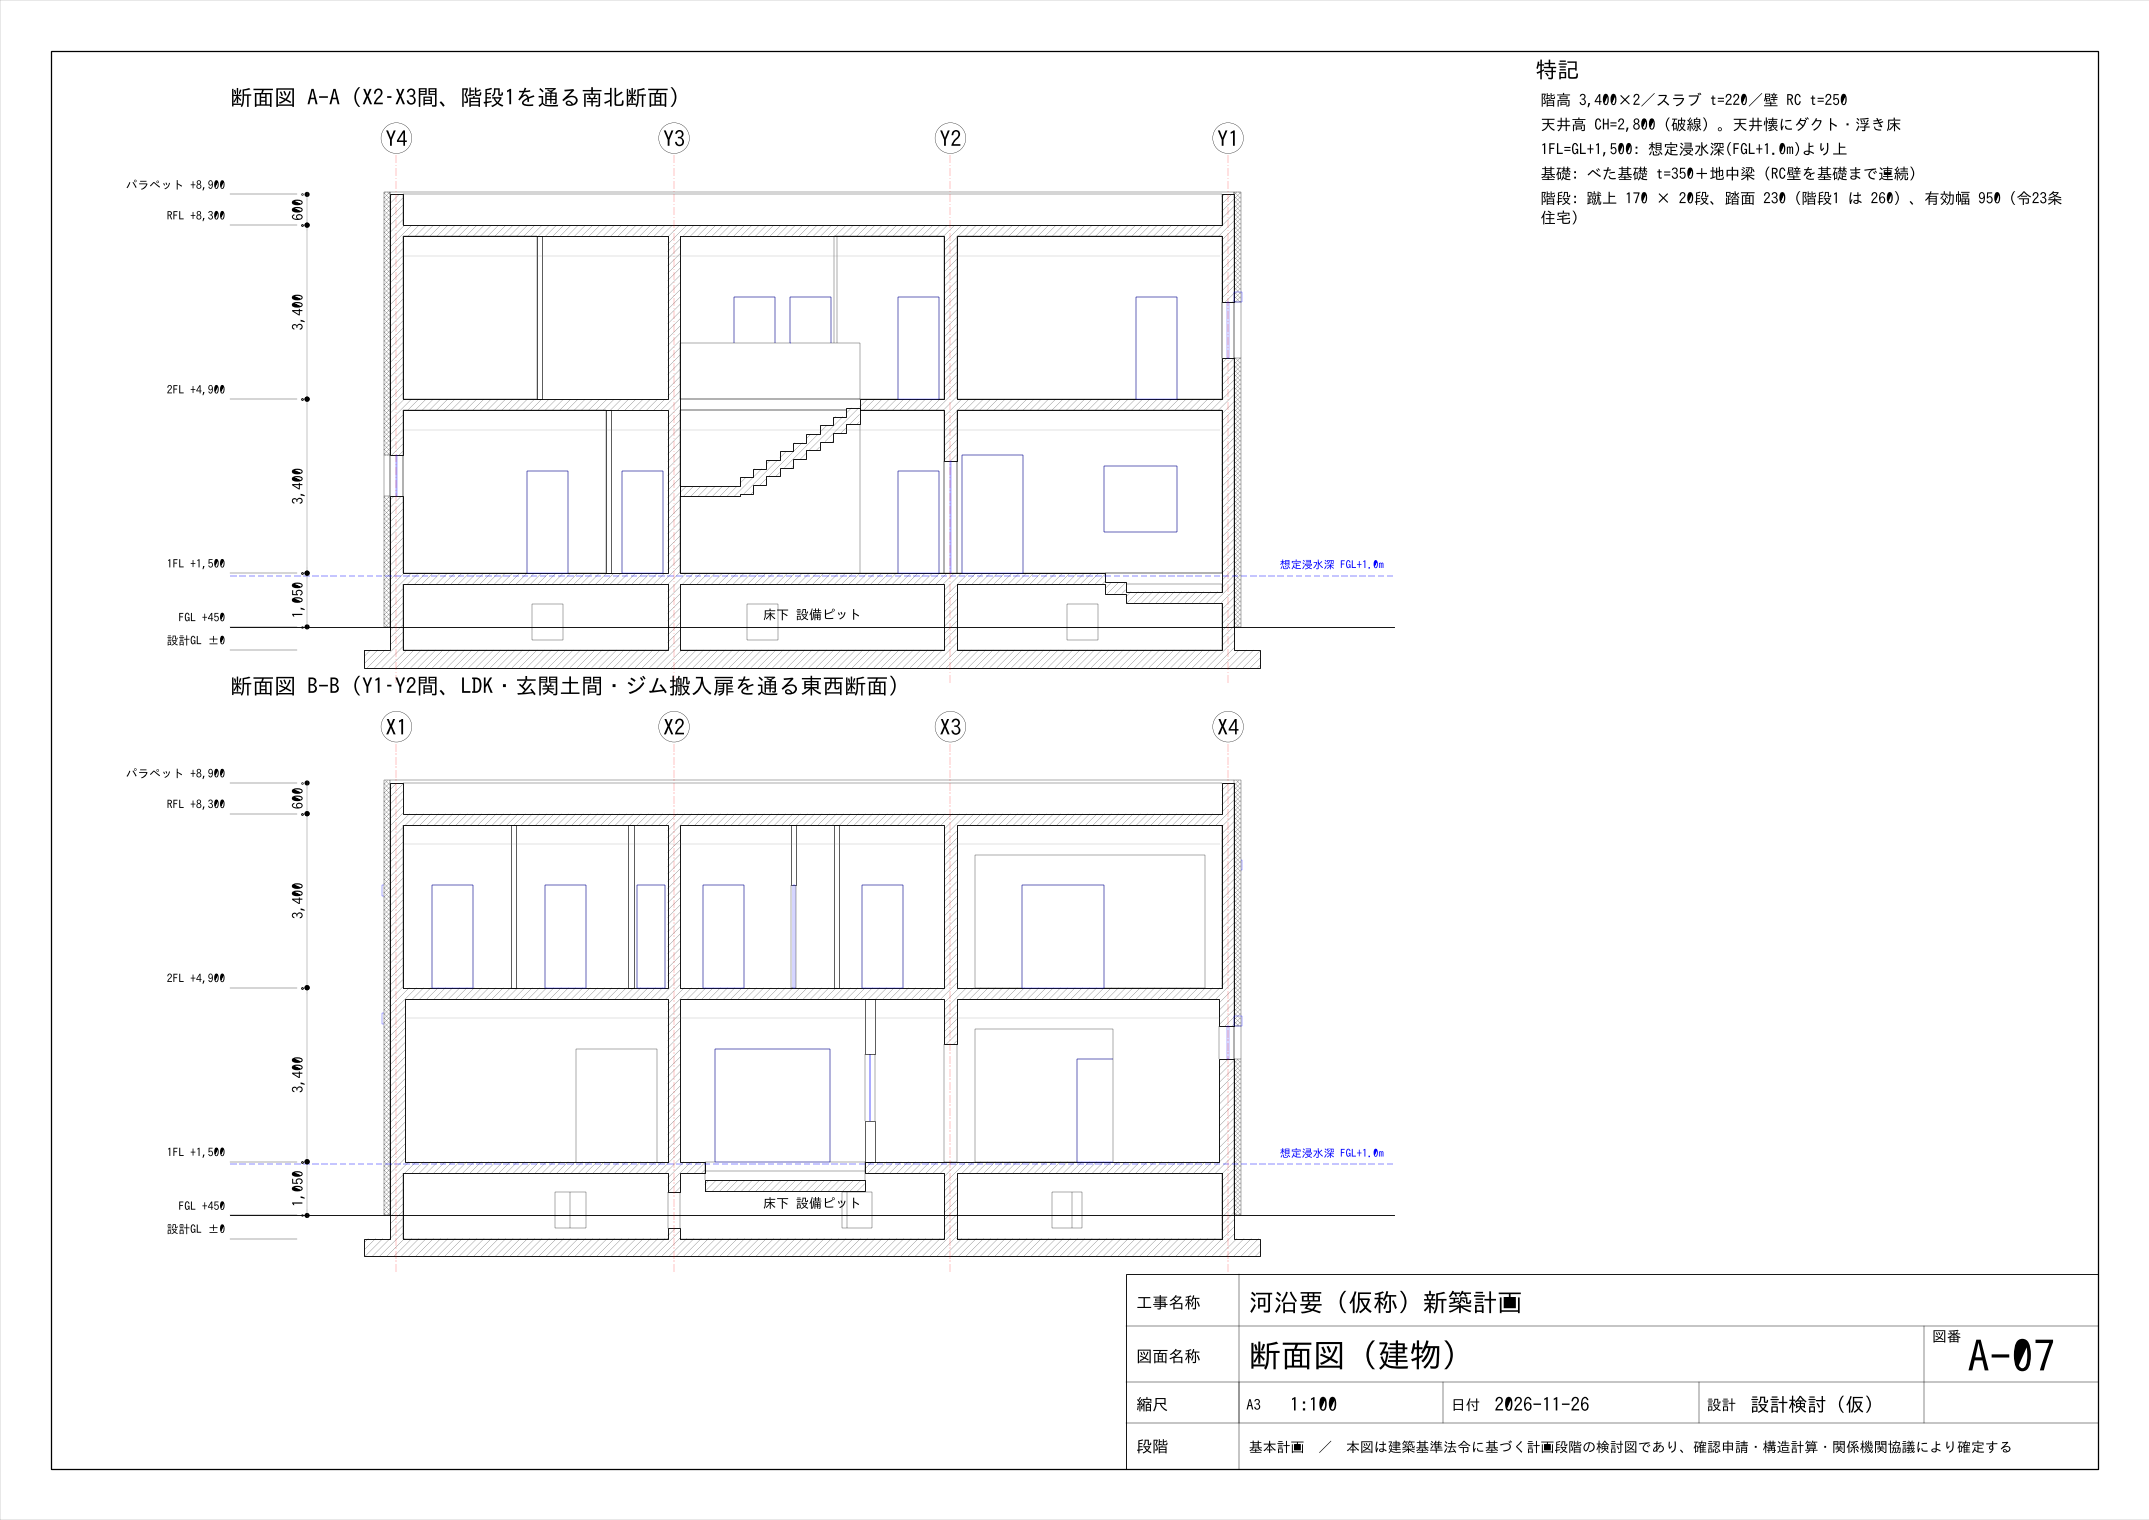 特記
階高 3,400×2／スラブ t=220／壁 RC t=250
天井高 CH=2,800（破線）。天井懐にダクト・浮き床
1FL=GL+1,500: 想定浸水深(FGL+1.0m)より上
基礎: べた基礎 t=350＋地中梁（RC壁を基礎まで連続）
階段: 蹴上 170 × 20段、踏面 230（階段1 は 260）、有効幅 950（令23条
住宅）
断面図 A-A（X2-X3間、階段1を通る南北断面）
Y4 Y3 Y2 Y1
パラペット +8,900
600
RFL +8,300
3,400
2FL +4,900
3,400
1FL +1,500
想定浸水深 FGL+1.0m
1,050
床下 設備ピット
FGL +450
設計GL ±0
断面図 B-B（Y1-Y2間、LDK・玄関土間・ジム搬入扉を通る東西断面）
X1 X2 X3 X4
パラペット +8,900
600
RFL +8,300
3,400
2FL +4,900
3,400
1FL +1,500
想定浸水深 FGL+1.0m
1,050
床下 設備ピット
FGL +450
設計GL ±0
工事名称 河沿要（仮称）新築計画
図面名称 断面図（建物） 図番 A-07
縮尺 A3 1:100 日付 2026-11-26 設計 設計検討（仮）
段階 基本計画 ／ 本図は建築基準法令に基づく計画段階の検討図であり、確認申請・構造計算・関係機関協議により確定する